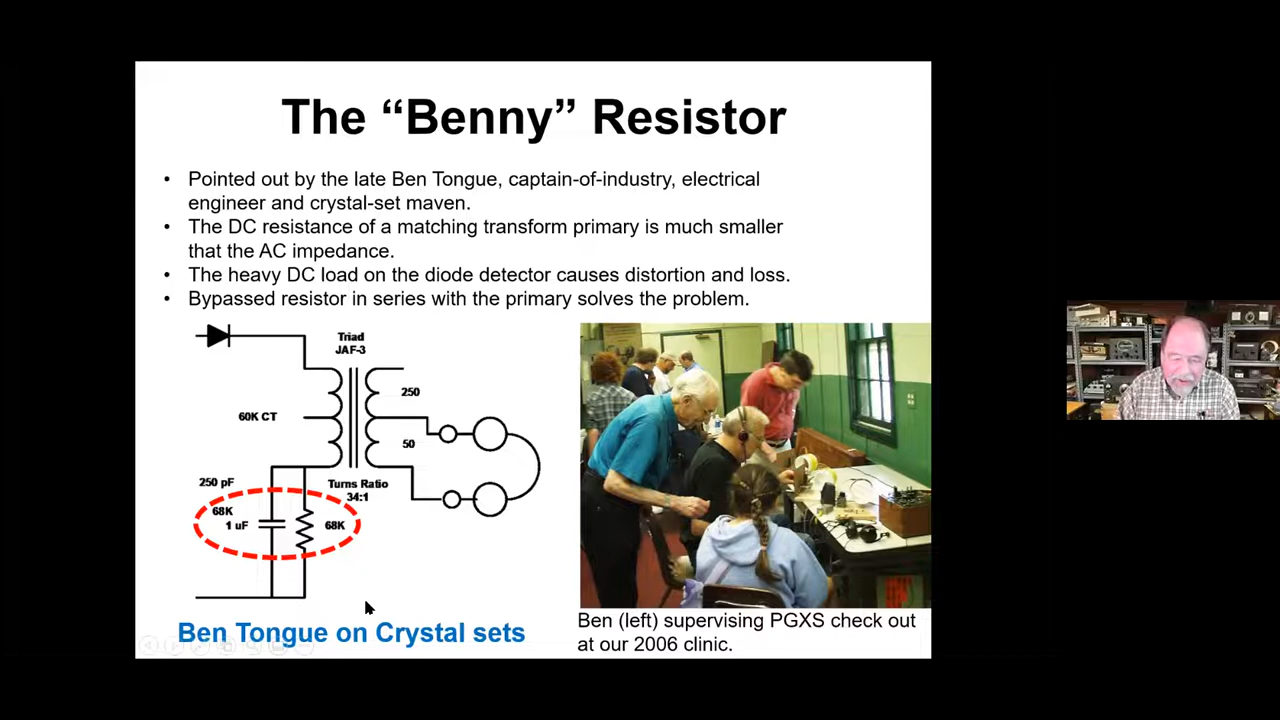 The “Benny” Resistor
• Pointed out by the late Ben Tongue, captain-of-industry, electrical
engineer and crystal-set maven.
• The DC resistance of a matching transform primary is much smaller
that the AC impedance.
• The heavy DC load on the diode detector causes distortion and loss.
• Bypassed resistor in series with the primary solves the problem.
Triad
JAF-3
250
60K CT
50
250 pF
Turns Ratio
34:1
68K
1 uF
68K
Ben Tongue on Crystal sets
Ben (left) supervising PGXS check out
at our 2006 clinic.